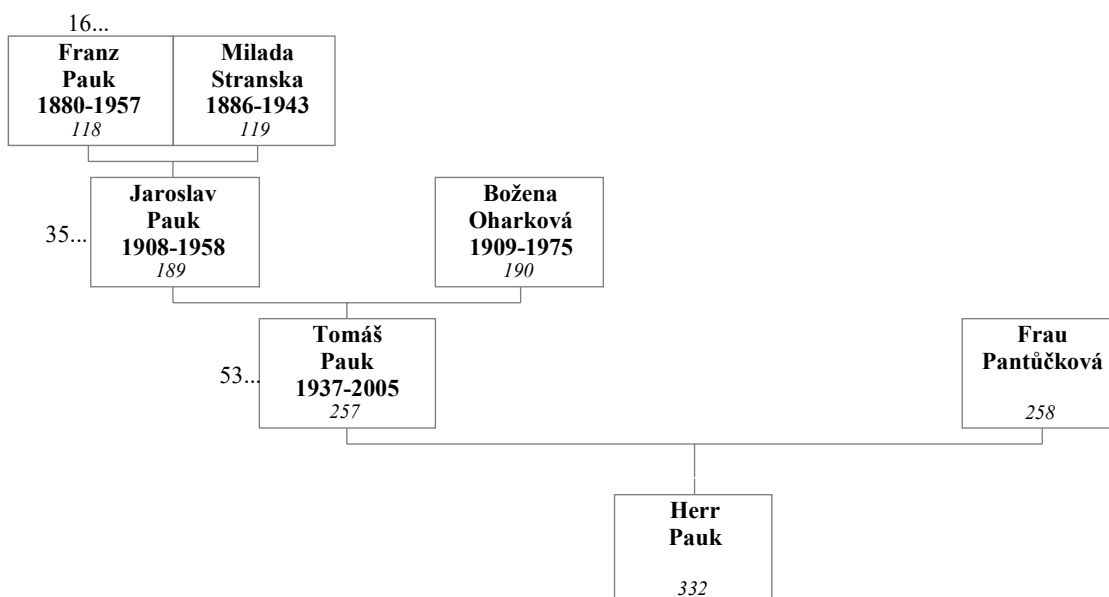 16...
Franz
Pauk
1880-1957
118
Milada
Stranska
1886-1943
119
35...
Jaroslav
Pauk
1908-1958
189
Božena
Oharková
1909-1975
190
53...
Tomáš
Pauk
1937-2005
257
Frau
Pantůčková
258
Herr
Pauk
332